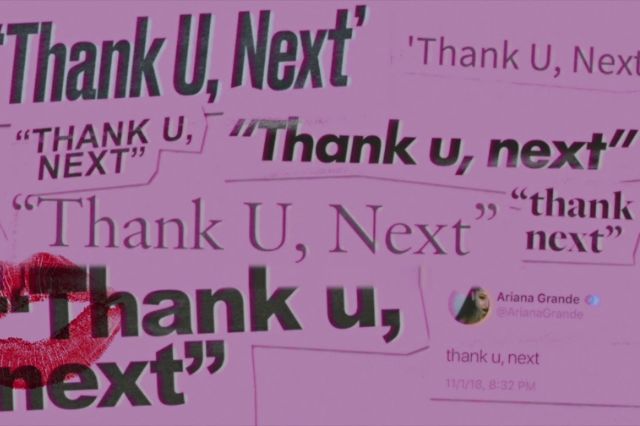 'Thank U, Next'
'Thank U, Next
“THANK U,
NEXT”
“Thank u, next”
“Thank U, Next”
“thank
next”
“Thank u,
next”
Ariana Grande
@ArianaGrande
thank u, next
11/1/18, 8:32 PM